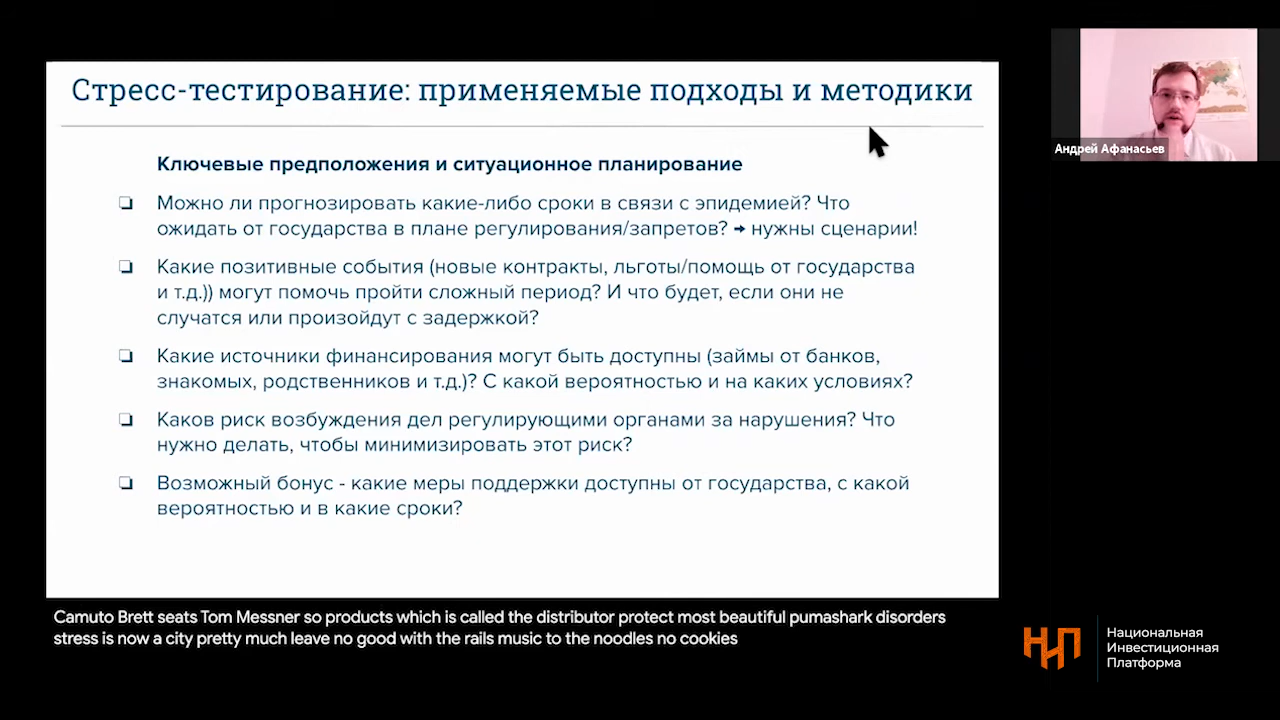 Стресс-тестирование: применяемые подходы и методики
Ключевые предположения и ситуационное планирование
Можно ли прогнозировать какие-либо сроки в связи с эпидемией? Что
ожидать от государства в плане регулирования/запретов? → нужны сценарии!
Какие позитивные события (новые контракты, льготы/помощь от государства
и т.д.)) могут помочь пройти сложный период? И что будет, если они не
случатся или произойдут с задержкой?
Какие источники финансирования могут быть доступны (займы от банков,
знакомых, родственников и т.д.)? С какой вероятностью и на каких условиях?
Каков риск возбуждения дел регулирующими органами за нарушения? Что
нужно делать, чтобы минимизировать этот риск?
Возможный бонус - какие меры поддержки доступны от государства, с какой
вероятностью и в какие сроки?
Андрей Афанасьев
Camuto Brett seats Tom Messner so products which is called the distributor protect most beautiful pumashark disorders
stress is now a city pretty much leave no good with the rails music to the noodles no cookies
НИП
Национальная
Инвестиционная
Платформа